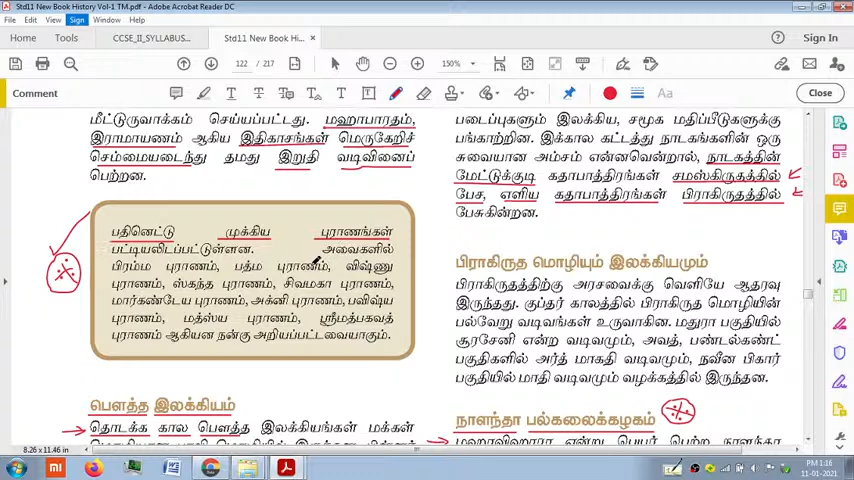 Std11 New Book History Vol-1 TM.pdf - Adobe Acrobat Reader DC
File Edit View Sign Window Help
Home Tools CCSE_II_SYLLABUS... Std11 New Book Hi... × Sign In
122 / 217 150%
Comment Close
மீட்டுருவாக்கம் செய்யப்பட்டது. மஹாபாரதம்,
இராமாயணம் ஆகிய இதிகாசங்கள் மெருகேறிச்
செம்மையடைந்து தமது இறுதி வடிவினைப்
பெற்றன.
பதினெட்டு முக்கிய புராணங்கள்
பட்டியலிடப்பட்டுள்ளன. அவைகளில்
பிரம்ம புராணம், பத்ம புராணம், விஷ்ணு
புராணம், ஸ்கந்த புராணம், சிவமகா புராணம்,
மார்கண்டேய புராணம், அக்னி புராணம், பவிஷ்ய
புராணம், மத்ஸ்ய புராணம், ஸ்ரீமத்பகவத்
புராணம் ஆகியன நன்கு அறியப்பட்டவையாகும்.
பௌத்த இலக்கியம்
தொடக்க கால பௌத்த இலக்கியங்கள் மக்கள்
படைப்புகளும் இலக்கிய, சமூக மதிப்பீடுகளுக்கு
பங்காற்றின. இக்கால கட்டத்து நாடகங்களின் ஒரு
சுவையான அம்சம் என்னவென்றால், நாடகத்தின்
மேட்டுக்குடி கதாபாத்திரங்கள் சமஸ்கிருதத்தில்
பேச, எளிய கதாபாத்திரங்கள் பிராகிருதத்தில்
பேசுகின்றன.
பிராகிருத மொழியும் இலக்கியமும்
பிராகிருதத்திற்கு அரசவைக்கு வெளியே ஆதரவு
இருந்தது. குப்தர் காலத்தில் பிராகிருத மொழியின்
பல்வேறு வடிவங்கள் உருவாகின. மதுரா பகுதியில்
சூரசேனி என்ற வடிவமும், அவத், பண்டல்கண்ட்
பகுதிகளில் அர்த் மாகதி வடிவமும், நவீன பிகார்
பகுதியில் மாதி வடிவமும் வழக்கத்தில் இருந்தன.
நாளந்தா பல்கலைக்கழகம்
மஹாவிஹாரா என்று பெயர் பெற்ற நாளந்தா
8.26 x 11.46 in
PM 1:16
11-01-2021